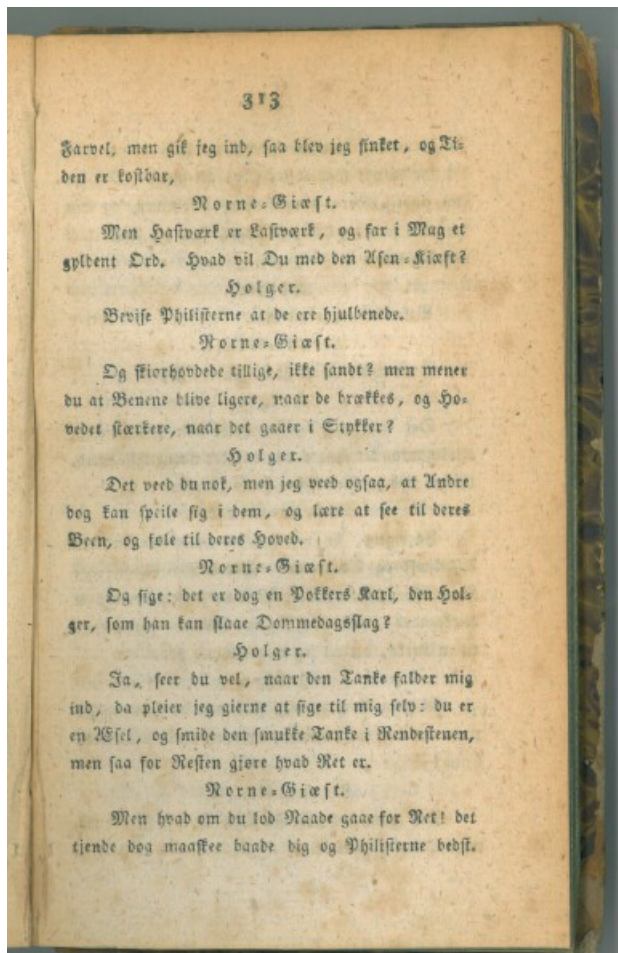 313
Farvel, men gik jeg ind, saa blev jeg sinket, og Ti-
den er kostbar,
Norne-Giæst.
Men Hastværk er Lastværk, og far i Mag et
gyldent Ord. Hvad vil Du med den Asen-Kiæft?
Holger.
Bevise Philisterne at de ere hjulbenede.
Norne-Giæst.
Og skiorhovdede tillige, ikke sandt? men mener
du at Benene blive ligere, naar de brækkes, og Ho-
vedet stærkere, naar det gaaer i Stykker?
Holger.
Det veed du nok, men jeg veed ogsaa, at Andre
dog kan speile sig i dem, og lære at see til deres
Been, og føle til deres Hoved.
Norne-Giæst.
Og sige: det er dog en Pokkers Karl, den Hol-
ger, som han kan slaae Dommedagsslag?
Holger.
Ja, seer du vel, naar den Tanke falder mig
ind, da pleier jeg gierne at sige til mig selv: du er
en Æsel, og smide den smukke Tanke i Rendestenen,
men saa for Resten gjøre hvad Ret er.
Norne-Giæst.
Men hvad om du lod Naade gaae for Ret! det
tjende dog maaskee baade dig og Philisterne bedst.